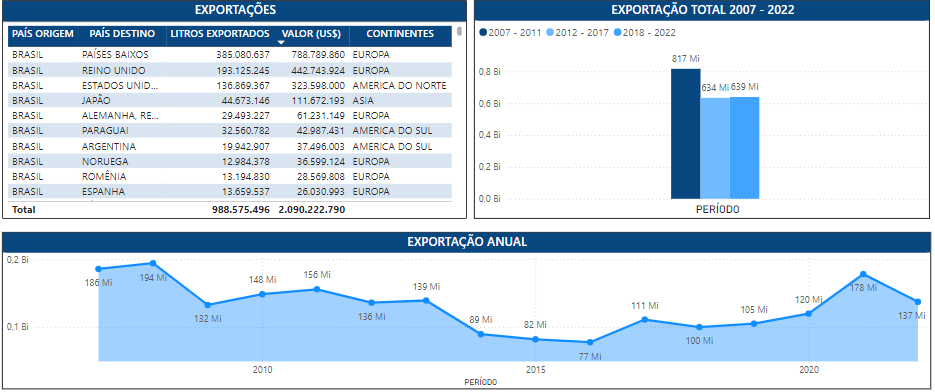 EXPORTAÇÕES
PAÍS ORIGEM PAÍS DESTINO LITROS EXPORTADOS VALOR (US$) CONTINENTES
BRASIL PAÍSES BAIXOS 385.080.637 788.789.860 EUROPA
BRASIL REINO UNIDO 193.125.245 442.743.924 EUROPA
BRASIL ESTADOS UNID... 136.869.367 323.598.000 AMERICA DO NORTE
BRASIL JAPÃO 44.673.146 111.672.193 ASIA
BRASIL ALEMANHA, RE... 29.493.227 61.231.149 EUROPA
BRASIL PARAGUAI 32.560.782 42.987.431 AMERICA DO SUL
BRASIL ARGENTINA 19.942.907 37.496.003 AMERICA DO SUL
BRASIL NORUEGA 12.984.378 36.599.124 EUROPA
BRASIL ROMÊNIA 13.194.830 28.569.808 EUROPA
BRASIL ESPANHA 13.659.537 26.030.993 EUROPA
Total 988.575.496 2.090.222.790
EXPORTAÇÃO TOTAL 2007 - 2022
2007 - 2011 2012 - 2017 2018 - 2022
817 Mi
0,8 Bi
634 Mi 639 Mi
0,6 Bi
0,4 Bi
0,2 Bi
0,0 Bi
PERÍODO
EXPORTAÇÃO ANUAL
0,2 Bi
186 Mi 194 Mi 132 Mi 148 Mi 156 Mi 136 Mi 139 Mi 89 Mi 82 Mi 77 Mi 111 Mi 100 Mi 105 Mi 120 Mi 178 Mi 137 Mi
0,1 Bi
2010 2015 2020
PERÍODO